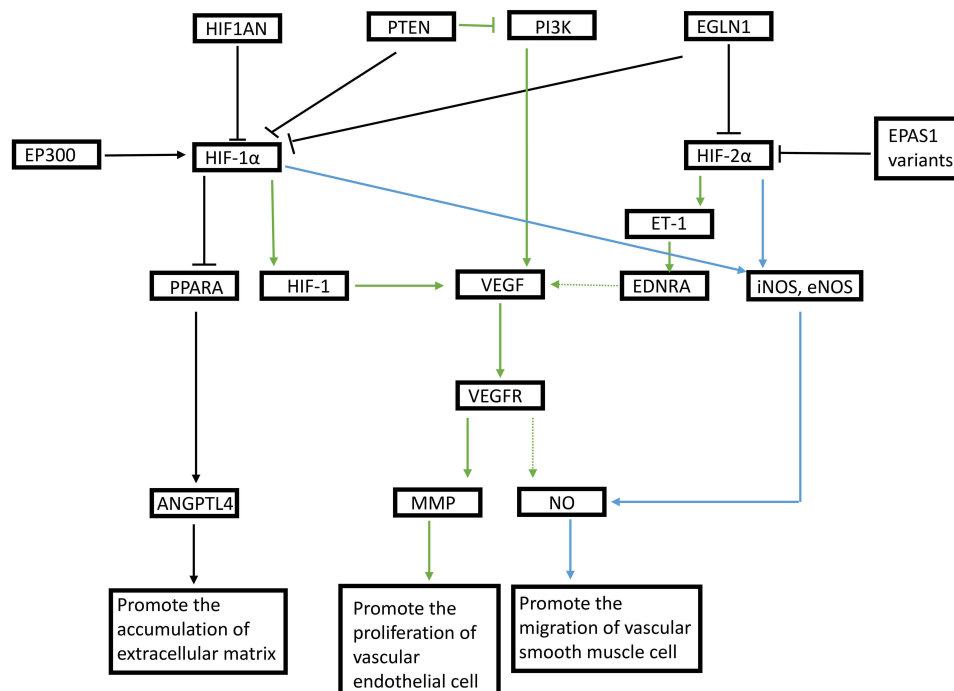 HIF1AN
PTEN
PI3K
EGLN1
EP300
HIF-1α
HIF-2α
EPAS1
variants
ET-1
PPARA
HIF-1
VEGF
EDNRA
iNOS, eNOS
VEGFR
ANGPTL4
MMP
NO
Promote the
accumulation of
extracellular matrix
Promote the
proliferation of
vascular
endothelial cell
Promote the
migration of vascular
smooth muscle cell